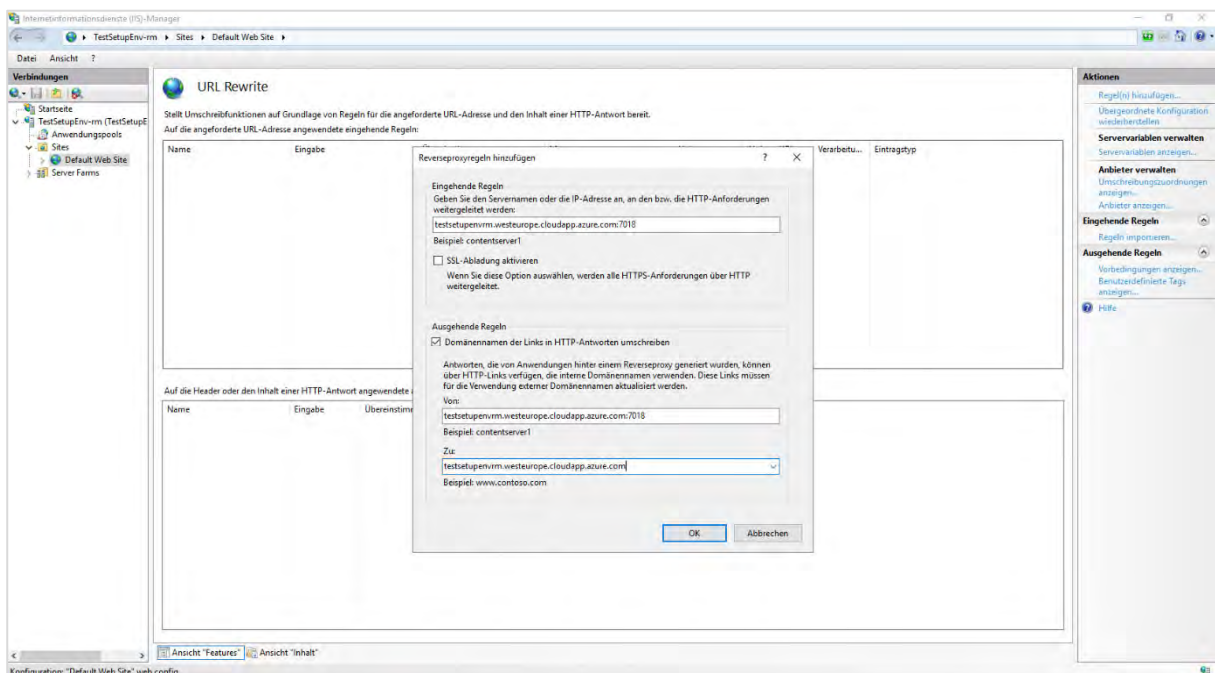 Internetinformationsdienste (IIS)-Manager
TestSetupEnv-rm Sites Default Web Site
Datei Ansicht ?
Verbindungen
Startseite
TestSetupEnv-rm (TestSetupE
Anwendungspools
Sites
Default Web Site
Server Farms
URL Rewrite
Stellt Umschreibfunktionen auf Grundlage von Regeln für die angeforderte URL-Adresse und den Inhalt einer HTTP-Antwort bereit.
Auf die angeforderte URL-Adresse angewendete eingehende Regeln:
Name Eingabe Verarbeitu... Eintragstyp
Auf die Header oder den Inhalt einer HTTP-Antwort angewendete
Name Eingabe Übereinstimm
Reverseproxyregeln hinzufügen ?
Eingehende Regeln
Geben Sie den Servernamen oder die IP-Adresse an, an den bzw. die HTTP-Anforderungen
weitergeleitet werden:
testsetupenvrm.westeurope.cloudapp.azure.com:7018
Beispiel: contentserver1
SSL-Abladung aktivieren
Wenn Sie diese Option auswählen, werden alle HTTPS-Anforderungen über HTTP
weitergeleitet.
Ausgehende Regeln
Domänennamen der Links in HTTP-Antworten umschreiben
Antworten, die von Anwendungen hinter einem Reverseproxy generiert wurden, können
über HTTP-Links verfügen, die interne Domänennamen verwenden. Diese Links müssen
für die Verwendung externer Domänennamen aktualisiert werden.
Von:
testsetupenvrm.westeurope.cloudapp.azure.com:7018
Beispiel: contentserver1
Zu:
testsetupenvrm.westeurope.cloudapp.azure.com
Beispiel: www.contoso.com
OK Abbrechen
Ansicht "Features" Ansicht "Inhalt"
Aktionen
Regel(n) hinzufügen...
Übergeordnete Konfiguration
wiederherstellen
Servervariablen verwalten
Servervariablen anzeigen...
Anbieter verwalten
Umschreibungszuordnungen
anzeigen...
Anbieter anzeigen...
Eingehende Regeln
Regeln importieren...
Ausgehende Regeln
Vorbedingungen anzeigen...
Benutzerdefinierte Tags
anzeigen...
Hilfe
Konfiguration: "Default Web Site" web.config